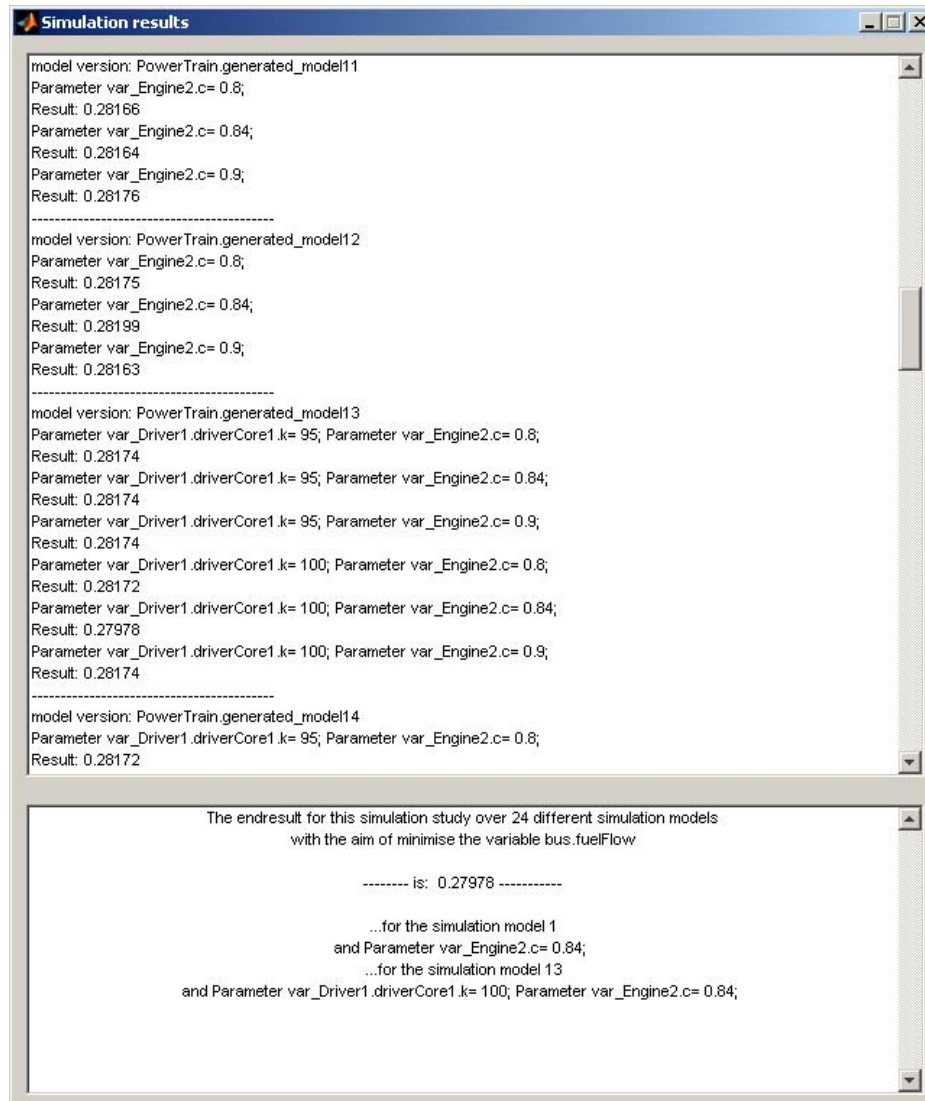 Simulation results
model version: PowerTrain.generated_model11
Parameter var_Engine2.c= 0.8;
Result: 0.28166
Parameter var_Engine2.c= 0.84;
Result: 0.28164
Parameter var_Engine2.c= 0.9;
Result: 0.28176
------------------------------------------
model version: PowerTrain.generated_model12
Parameter var_Engine2.c= 0.8;
Result: 0.28175
Parameter var_Engine2.c= 0.84;
Result: 0.28199
Parameter var_Engine2.c= 0.9;
Result: 0.28163
------------------------------------------
model version: PowerTrain.generated_model13
Parameter var_Driver1.driverCore1.k= 95; Parameter var_Engine2.c= 0.8;
Result: 0.28174
Parameter var_Driver1.driverCore1.k= 95; Parameter var_Engine2.c= 0.84;
Result: 0.28174
Parameter var_Driver1.driverCore1.k= 95; Parameter var_Engine2.c= 0.9;
Result: 0.28174
Parameter var_Driver1.driverCore1.k= 100; Parameter var_Engine2.c= 0.8;
Result: 0.28172
Parameter var_Driver1.driverCore1.k= 100; Parameter var_Engine2.c= 0.84;
Result: 0.27978
Parameter var_Driver1.driverCore1.k= 100; Parameter var_Engine2.c= 0.9;
Result: 0.28174
------------------------------------------
model version: PowerTrain.generated_model14
Parameter var_Driver1.driverCore1.k= 95; Parameter var_Engine2.c= 0.8;
Result: 0.28172
The endresult for this simulation study over 24 different simulation models
with the aim of minimise the variable bus.fuelFlow
-------- is: 0.27978 -----------
...for the simulation model 1
and Parameter var_Engine2.c= 0.84;
...for the simulation model 13
and Parameter var_Driver1.driverCore1.k= 100; Parameter var_Engine2.c= 0.84;